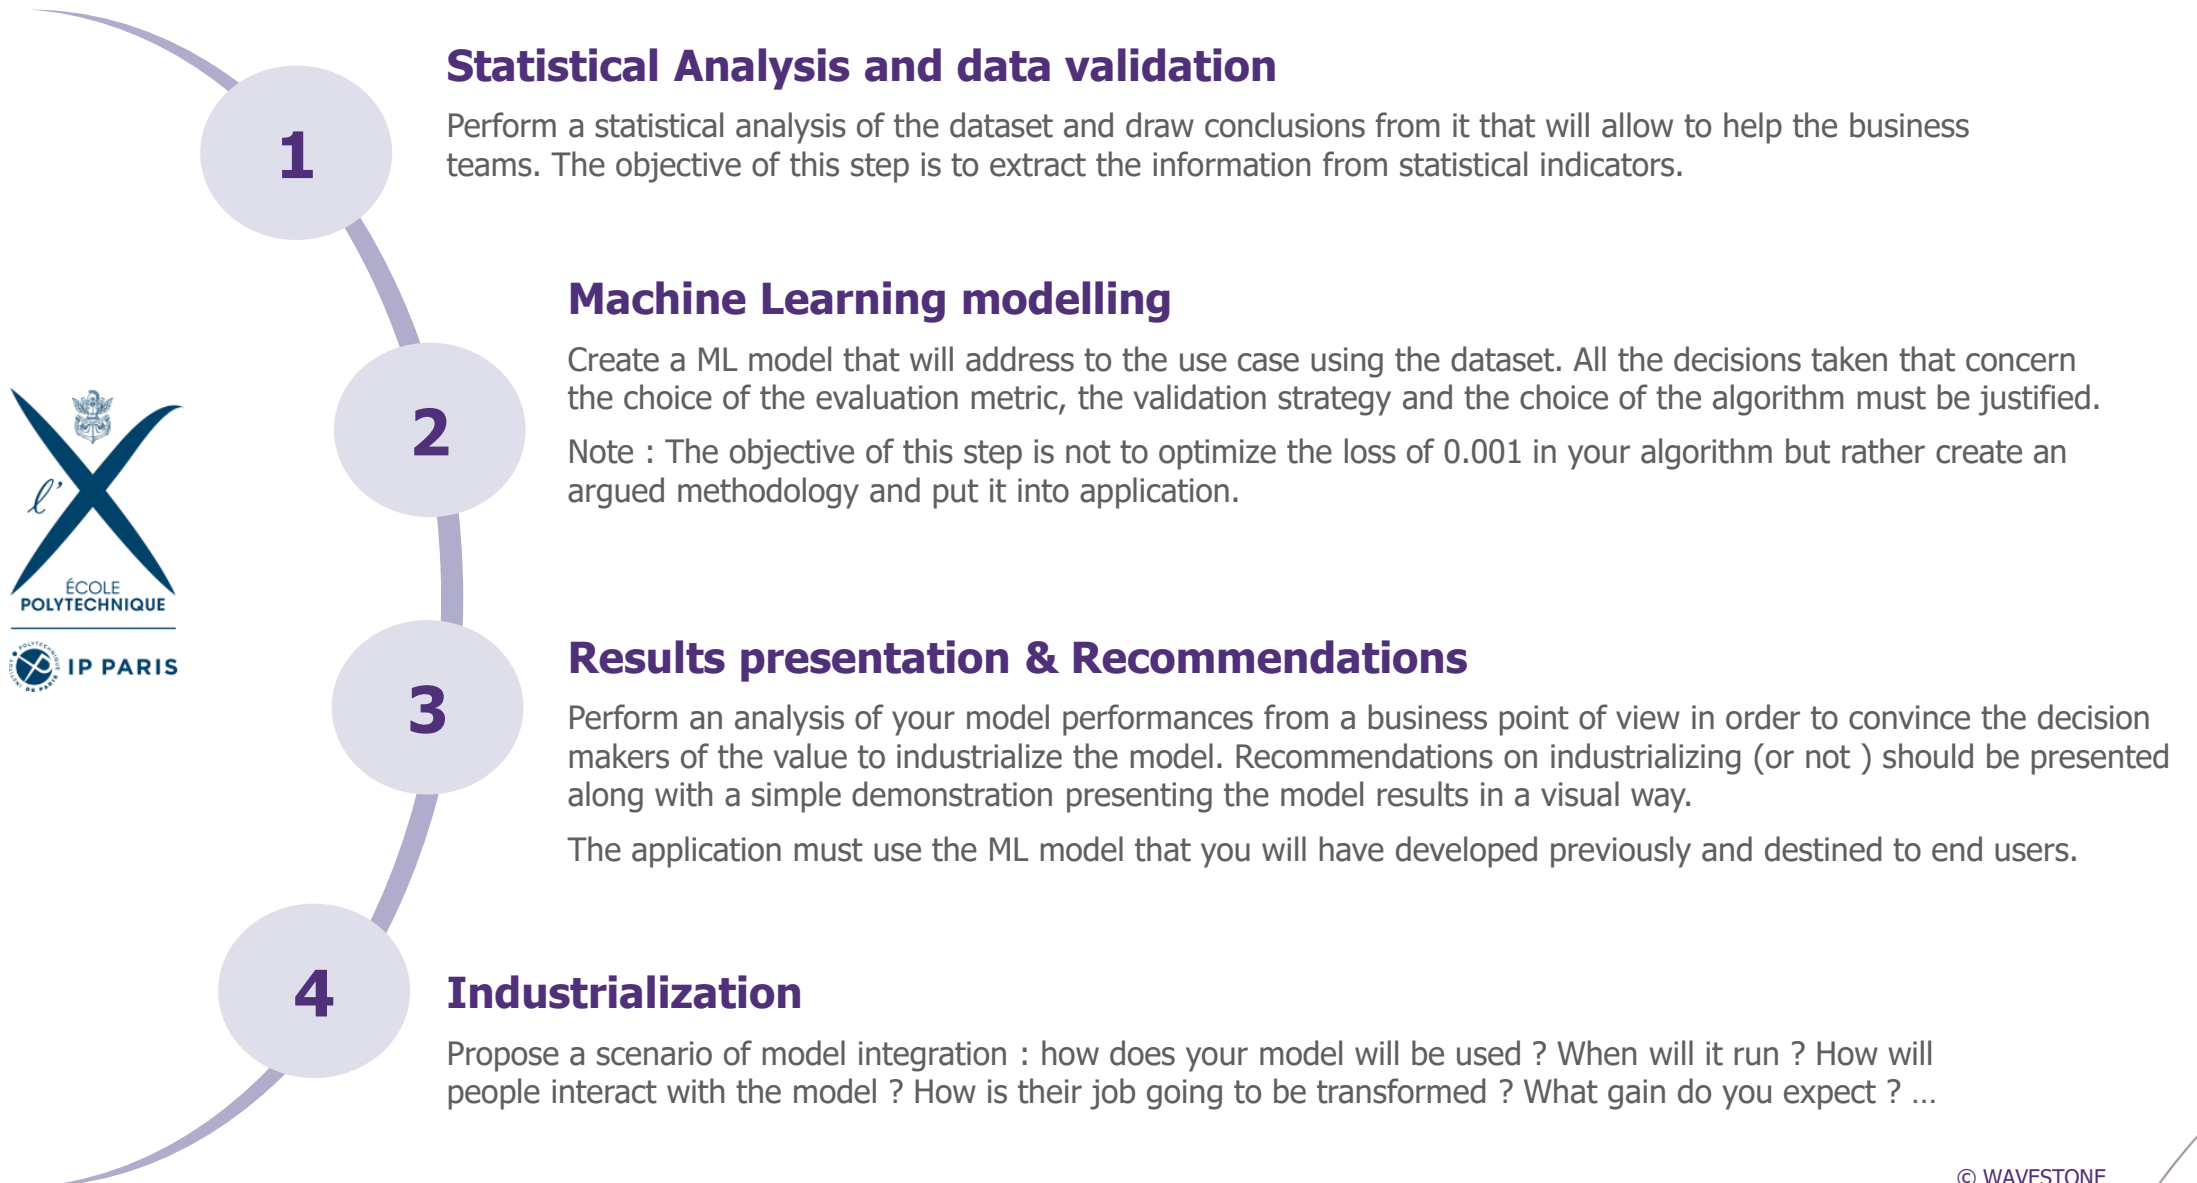 1
Statistical Analysis and data validation
Perform a statistical analysis of the dataset and draw conclusions from it that will allow to help the business
teams. The objective of this step is to extract the information from statistical indicators.
2
Machine Learning modelling
Create a ML model that will address to the use case using the dataset. All the decisions taken that concern
the choice of the evaluation metric, the validation strategy and the choice of the algorithm must be justified.
Note : The objective of this step is not to optimize the loss of 0.001 in your algorithm but rather create an
argued methodology and put it into application.
l'X
ÉCOLE
POLYTECHNIQUE
INSTITUT POLYTECHNIQUE DE PARIS
IP PARIS
3
Results presentation & Recommendations
Perform an analysis of your model performances from a business point of view in order to convince the decision
makers of the value to industrialize the model. Recommendations on industrializing (or not ) should be presented
along with a simple demonstration presenting the model results in a visual way.
The application must use the ML model that you will have developed previously and destined to end users.
4
Industrialization
Propose a scenario of model integration : how does your model will be used ? When will it run ? How will
people interact with the model ? How is their job going to be transformed ? What gain do you expect ? …
© WAVESTONE